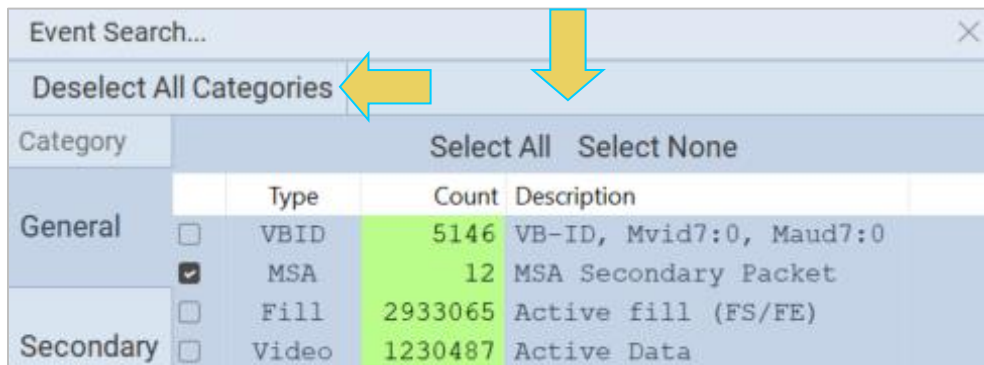 Event Search...
Deselect All Categories
Category
Select All Select None
Type Count Description
General
VBID 5146 VB-ID, Mvid7:0, Maud7:0
MSA 12 MSA Secondary Packet
Fill 2933065 Active fill (FS/FE)
Secondary
Video 1230487 Active Data